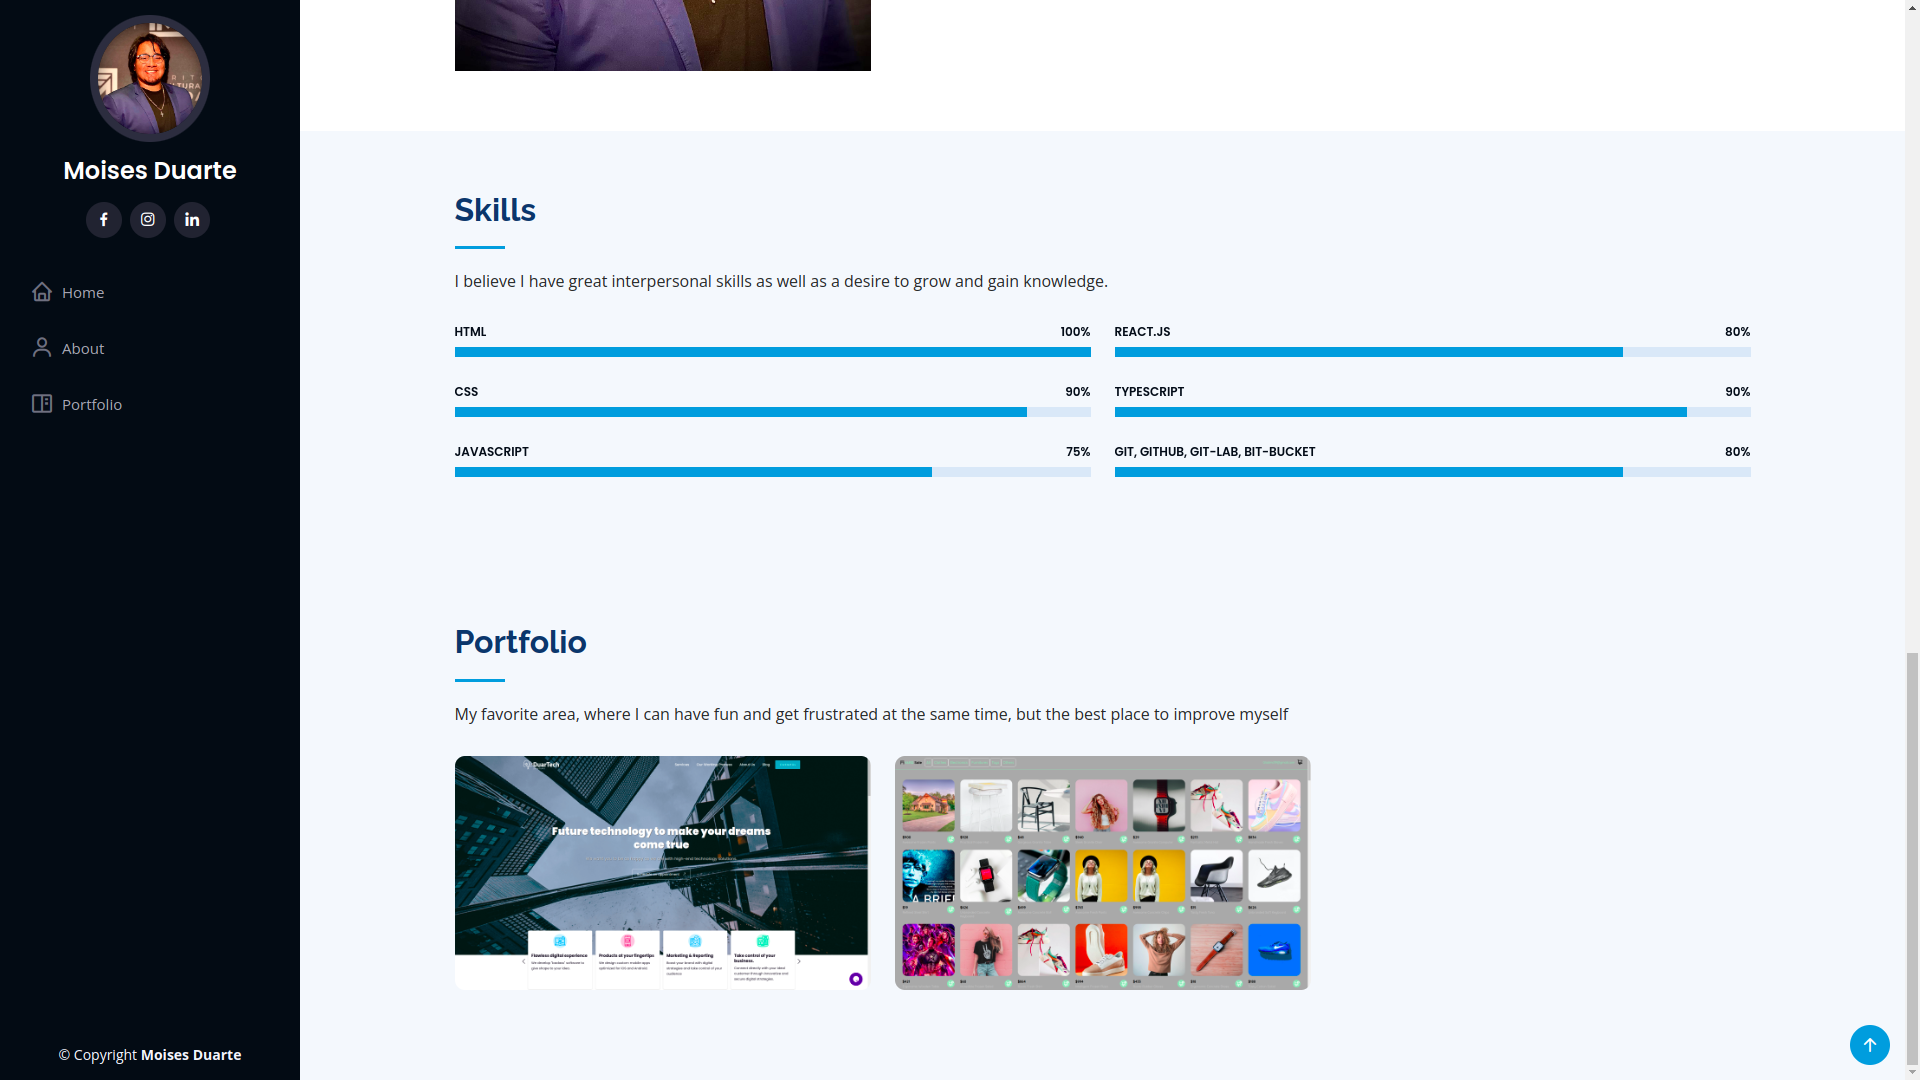 Moises Duarte
Home
About
Portfolio
© Copyright Moises Duarte
Skills
I believe I have great interpersonal skills as well as a desire to grow and gain knowledge.
HTML 100%
CSS 90%
JAVASCRIPT 75%
REACT.JS 80%
TYPESCRIPT 90%
GIT, GITHUB, GIT-LAB, BIT-BUCKET 80%
Portfolio
My favorite area, where I can have fun and get frustrated at the same time, but the best place to improve myself
DuarTech
Future technology to make your dreams
come true
Flawless digital experience
Products at your fingertips
Marketing & Reporting
Take control of your
business.
A BRIEF